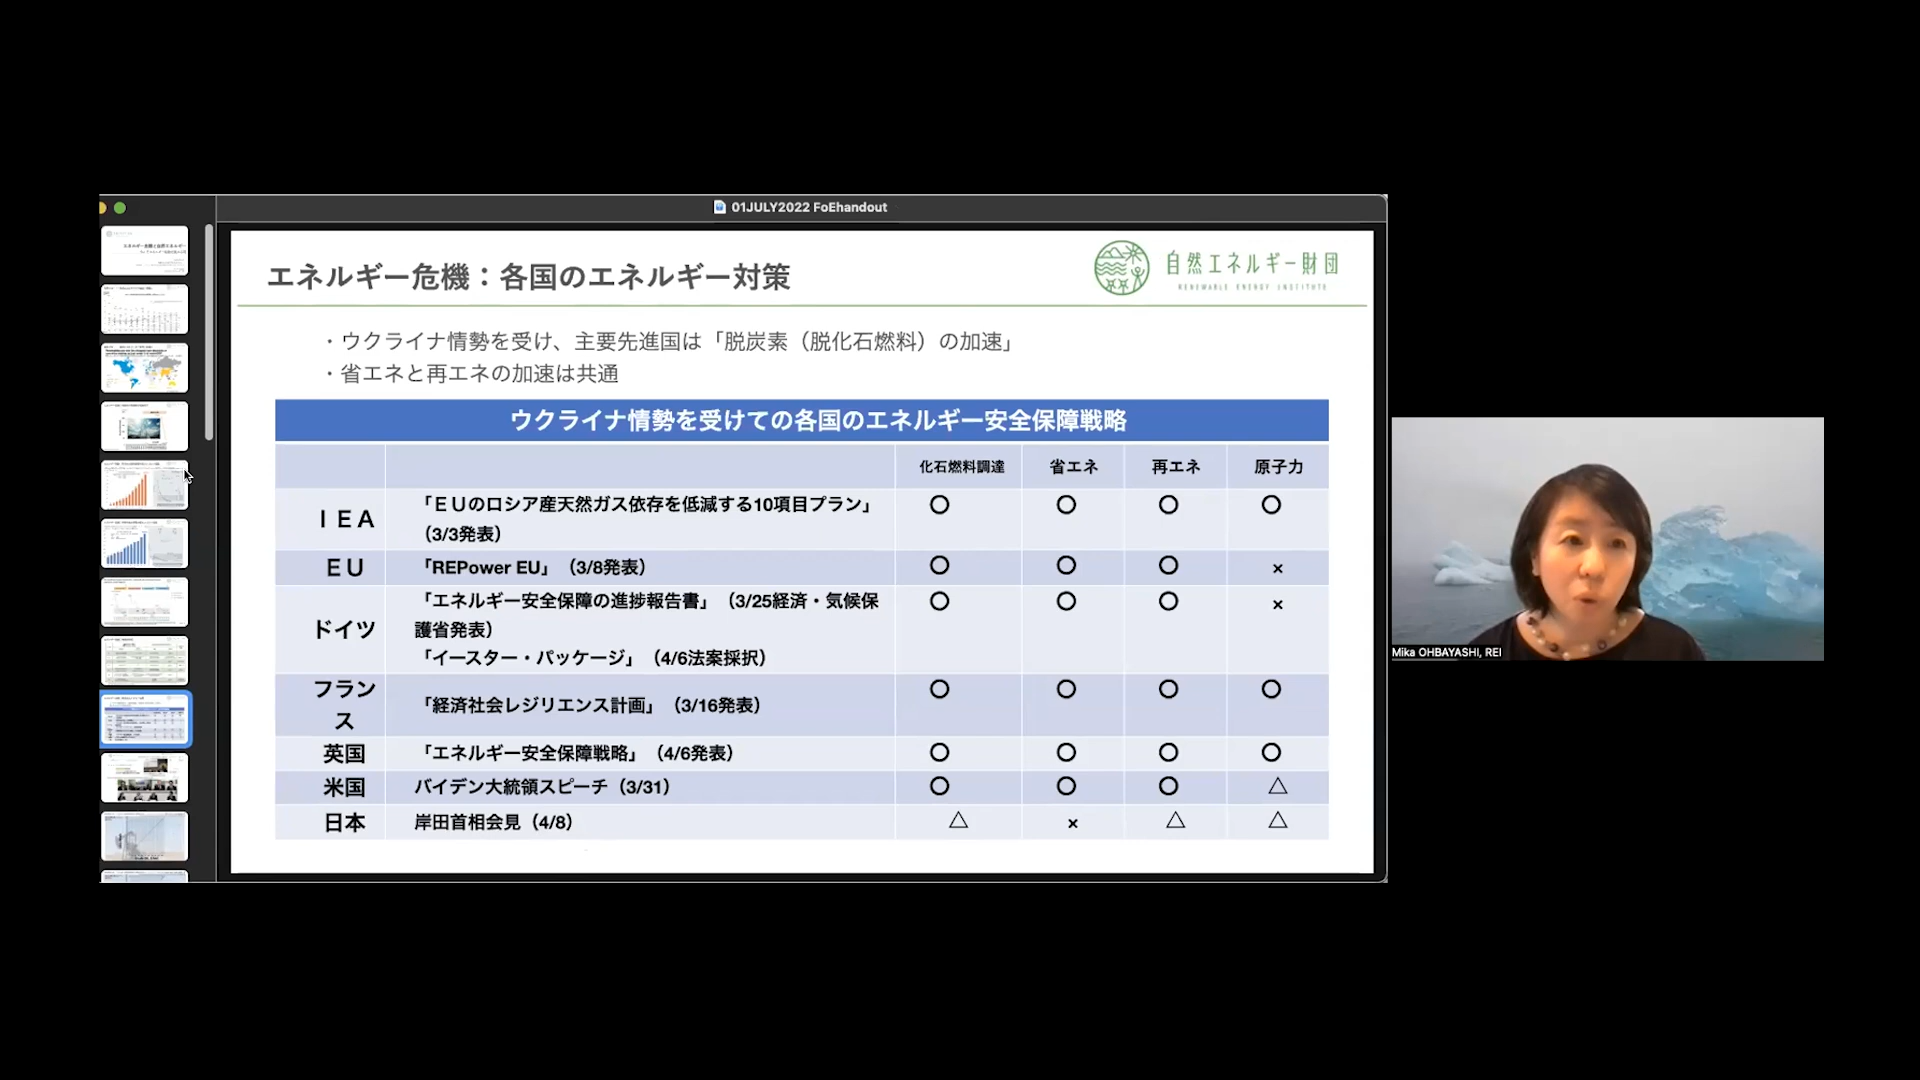 01JULY2022 FoEhandout
エネルギー危機：各国のエネルギー対策
自然エネルギー財団
RENEWABLE ENERGY INSTITUTE
・ウクライナ情勢を受け、主要先進国は「脱炭素（脱化石燃料）の加速」
・省エネと再エネの加速は共通
ウクライナ情勢を受けての各国のエネルギー安全保障戦略
化石燃料調達 省エネ 再エネ 原子力
ＩＥＡ 「ＥＵのロシア産天然ガス依存を低減する10項目プラン」 ○ ○ ○ ○
（3/3発表）
ＥＵ 「REPower EU」（3/8発表） ○ ○ ○ ×
ドイツ 「エネルギー安全保障の進捗報告書」（3/25経済・気候保 ○ ○ ○ ×
護省発表）
「イースター・パッケージ」（4/6法案採択）
フラン
ス 「経済社会レジリエンス計画」（3/16発表） ○ ○ ○ ○
英国 「エネルギー安全保障戦略」（4/6発表） ○ ○ ○ ○
米国 バイデン大統領スピーチ（3/31） ○ ○ ○ △
日本 岸田首相会見（4/8） △ × △ △
Mika OHBAYASHI, REI